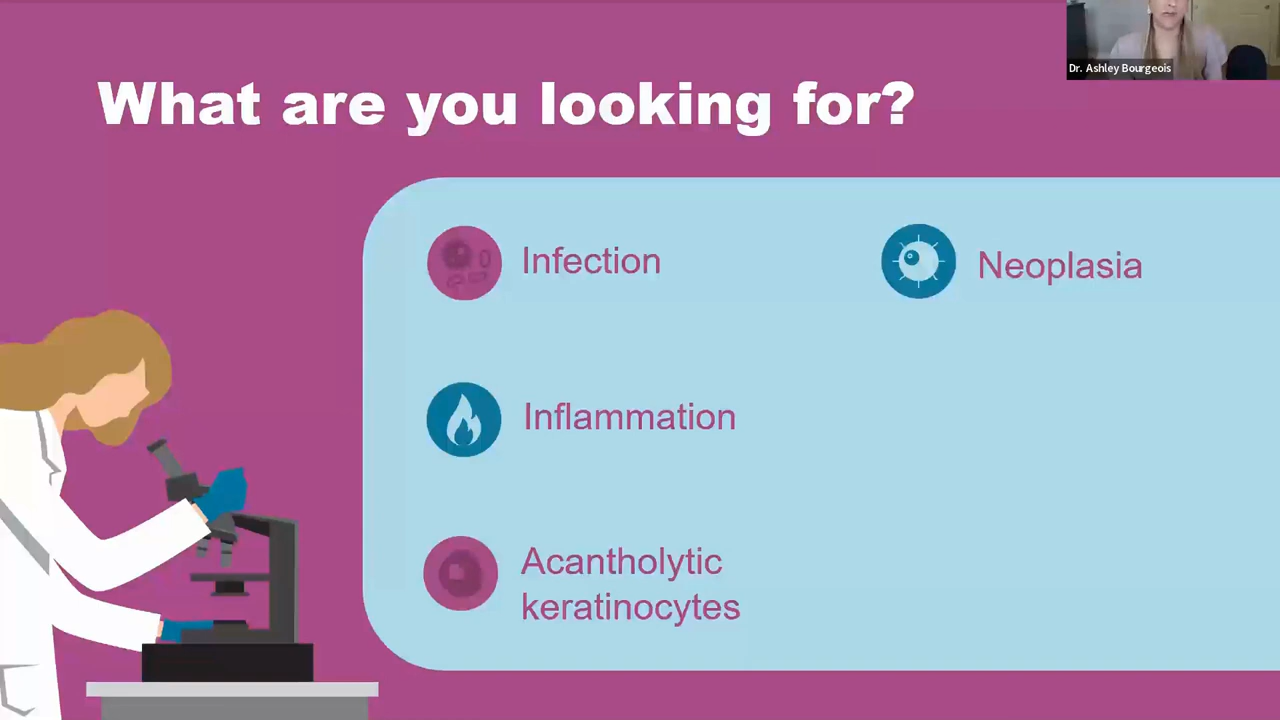 Dr. Ashley Bourgeois
What are you looking for?
Infection
Neoplasia
Inflammation
Acantholytic
keratinocytes